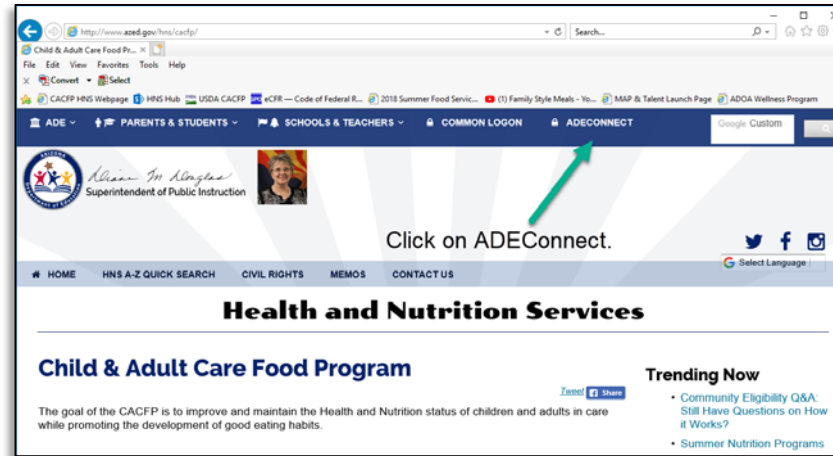 http://www.azed.gov/hns/cacfp/
Search...
Child & Adult Care Food Pr...
File Edit View Favorites Tools Help
Convert Select
CACFP HNS Webpage HNS Hub USDA CACFP eCFR — Code of Federal R... 2018 Summer Food Servic... (1) Family Style Meals - Yo... MAP & Talent Launch Page ADOA Wellness Program
ADE PARENTS & STUDENTS SCHOOLS & TEACHERS COMMON LOGON ADECONNECT Google Custom
Diane M Douglas
Superintendent of Public Instruction
Click on ADEConnect.
Select Language
HOME HNS A-Z QUICK SEARCH CIVIL RIGHTS MEMOS CONTACT US
Health and Nutrition Services
Child & Adult Care Food Program
Tweet Share
The goal of the CACFP is to improve and maintain the Health and Nutrition status of children and adults in care
while promoting the development of good eating habits.
Trending Now
Community Eligibility Q&A:
Still Have Questions on How
it Works?
Summer Nutrition Programs